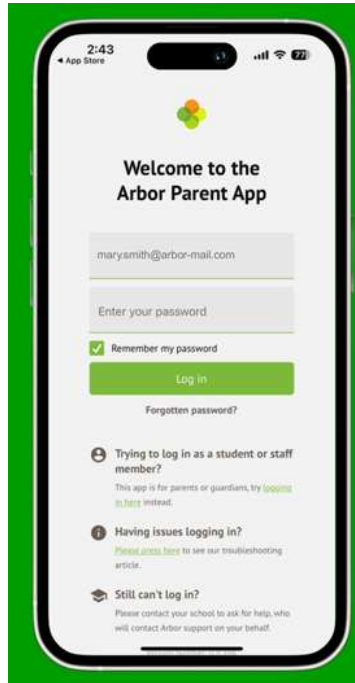 2:43
77
◀ App Store
Welcome to the
Arbor Parent App
mary.smith@arbor-mail.com
Enter your password
Remember my password
Log in
Forgotten password?
Trying to log in as a student or staff
member?
This app is for parents or guardians, try logging
in here instead.
Having issues logging in?
Please press here to see our troubleshooting
article.
Still can't log in?
Please contact your school to ask for help, who
will contact Arbor support on your behalf.